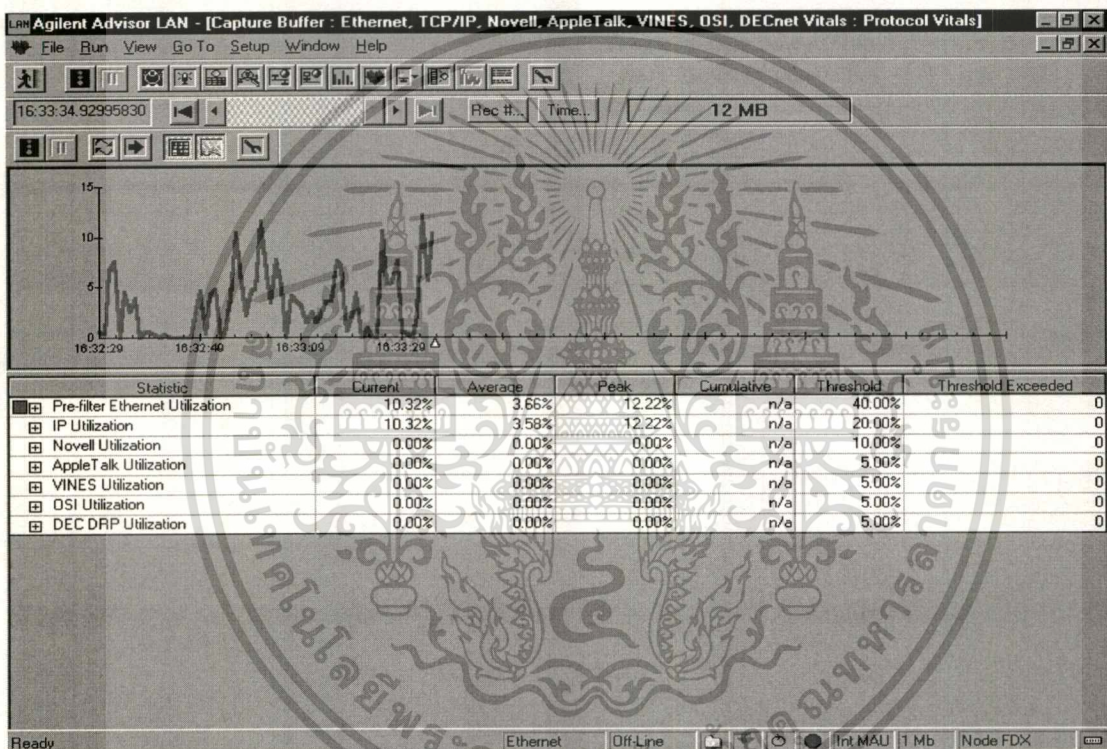 LAN Agilent Advisor LAN - [Capture Buffer : Ethernet, TCP/IP, Novell, AppleTalk, VINES, OSI, DECnet Vitals : Protocol Vitals]
File Run View Go To Setup Window Help
16:33:34.92995830 Rec #... Time... 12 MB
15
10
5
0
16:32:29 16:32:49 16:33:09 16:33:29
Statistic Current Average Peak Cumulative Threshold Threshold Exceeded
Pre-filter Ethernet Utilization 10.32% 3.66% 12.22% n/a 40.00% 0
IP Utilization 10.32% 3.58% 12.22% n/a 20.00% 0
Novell Utilization 0.00% 0.00% 0.00% n/a 10.00% 0
AppleTalk Utilization 0.00% 0.00% 0.00% n/a 5.00% 0
VINES Utilization 0.00% 0.00% 0.00% n/a 5.00% 0
OSI Utilization 0.00% 0.00% 0.00% n/a 5.00% 0
DEC DRP Utilization 0.00% 0.00% 0.00% n/a 5.00% 0
Ready Ethernet Off-Line Int MAU 1 Mb Node FDX